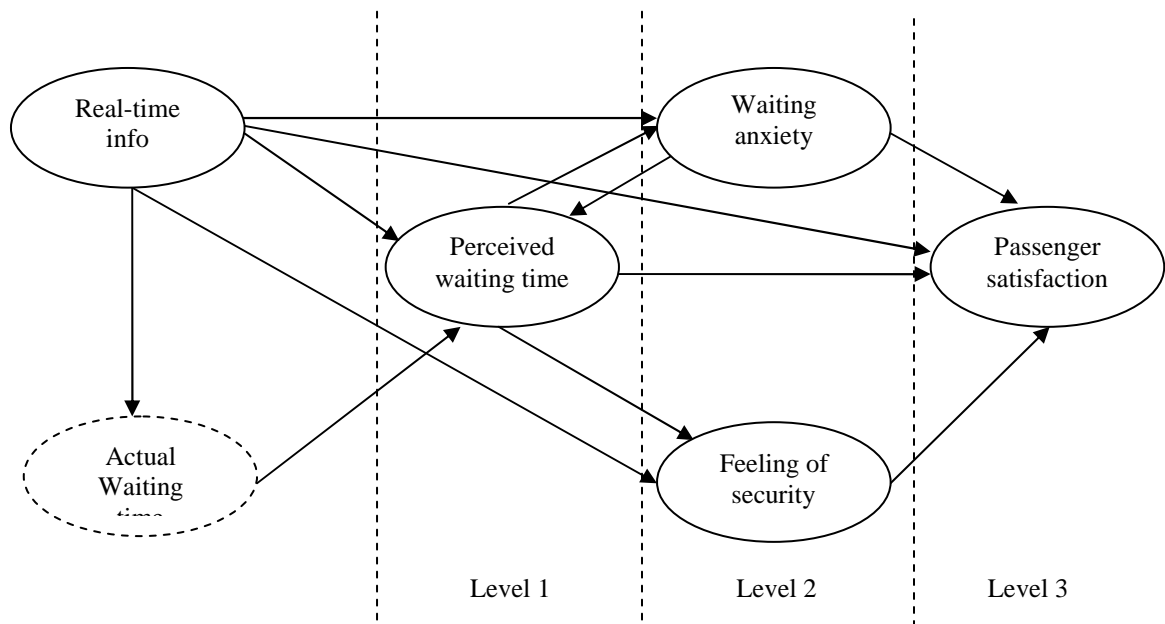 Real-time
info
Waiting
anxiety
Perceived
waiting time
Passenger
satisfaction
Actual
Waiting
time
Feeling of
security
Level 1
Level 2
Level 3